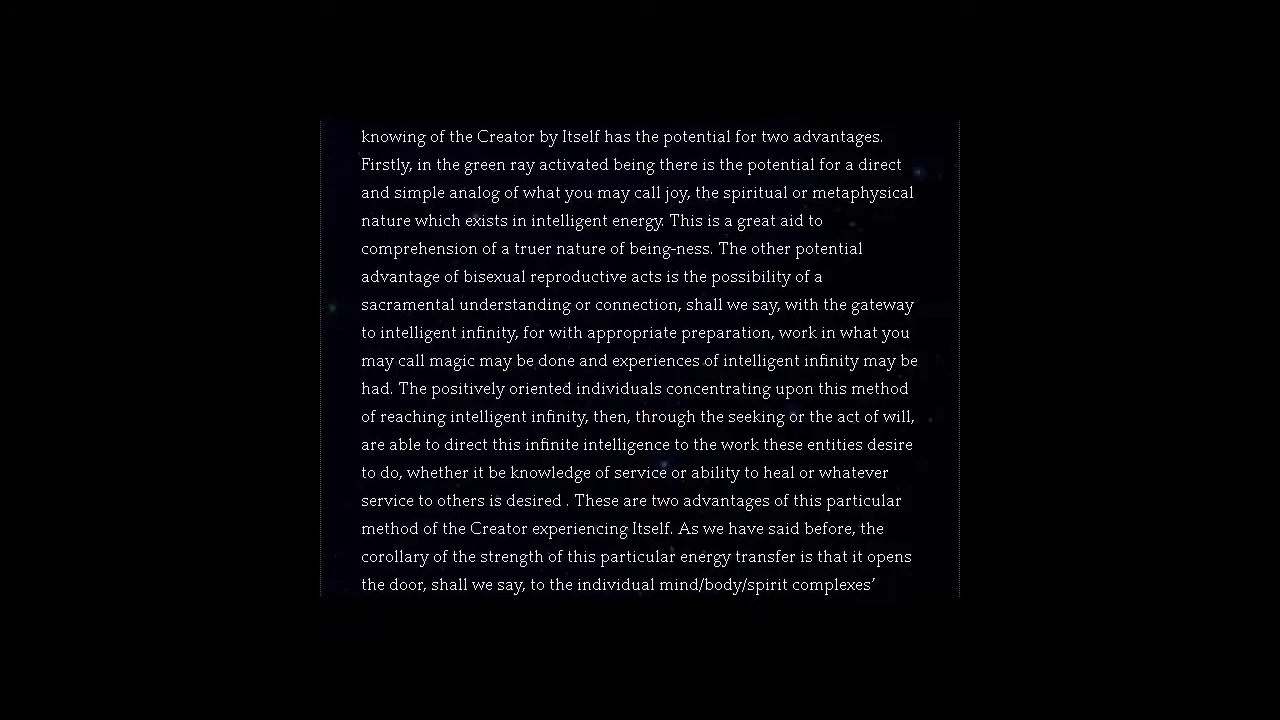 knowing of the Creator by Itself has the potential for two advantages.
Firstly, in the green ray activated being there is the potential for a direct
and simple analog of what you may call joy, the spiritual or metaphysical
nature which exists in intelligent energy. This is a great aid to
comprehension of a truer nature of being-ness. The other potential
advantage of bisexual reproductive acts is the possibility of a
sacramental understanding or connection, shall we say, with the gateway
to intelligent infinity, for with appropriate preparation, work in what you
may call magic may be done and experiences of intelligent infinity may be
had. The positively oriented individuals concentrating upon this method
of reaching intelligent infinity, then, through the seeking or the act of will,
are able to direct this infinite intelligence to the work these entities desire
to do, whether it be knowledge of service or ability to heal or whatever
service to others is desired . These are two advantages of this particular
method of the Creator experiencing Itself. As we have said before, the
corollary of the strength of this particular energy transfer is that it opens
the door, shall we say, to the individual mind/body/spirit complexes’